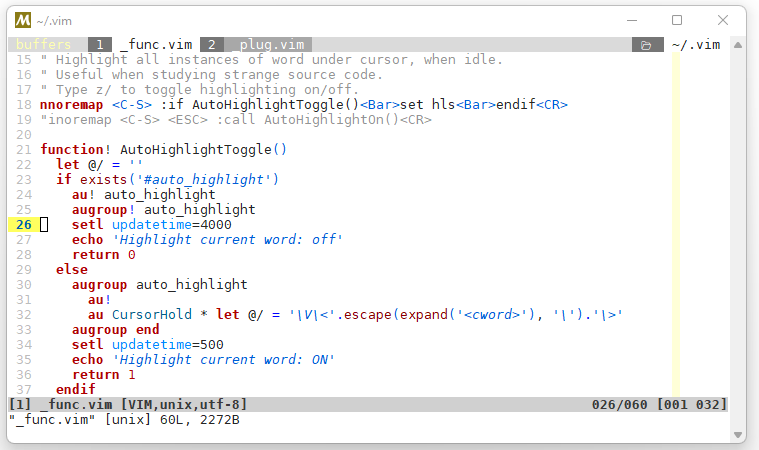 ~/.vim
buffers 1 _func.vim 2 _plug.vim ~/.vim
15 " Highlight all instances of word under cursor, when idle.
16 " Useful when studying strange source code.
17 " Type z/ to toggle highlighting on/off.
18 nnoremap <C-S> :if AutoHighlightToggle()<Bar>set hls<Bar>endif<CR>
19 "inoremap <C-S> <ESC> :call AutoHighlightOn()<CR>
20
21 function! AutoHighlightToggle()
22   let @/ = ''
23   if exists('#auto_highlight')
24     au! auto_highlight
25     augroup! auto_highlight
26     setl updatetime=4000
27     echo 'Highlight current word: off'
28     return 0
29   else
30     augroup auto_highlight
31       au!
32       au CursorHold * let @/ = '\V\<'.escape(expand('<cword>'), '\').'\>'
33     augroup end
34     setl updatetime=500
35     echo 'Highlight current word: ON'
36     return 1
37   endif
[1] _func.vim [VIM,unix,utf-8] 026/060 [001 032]
"_func.vim" [unix] 60L, 2272B